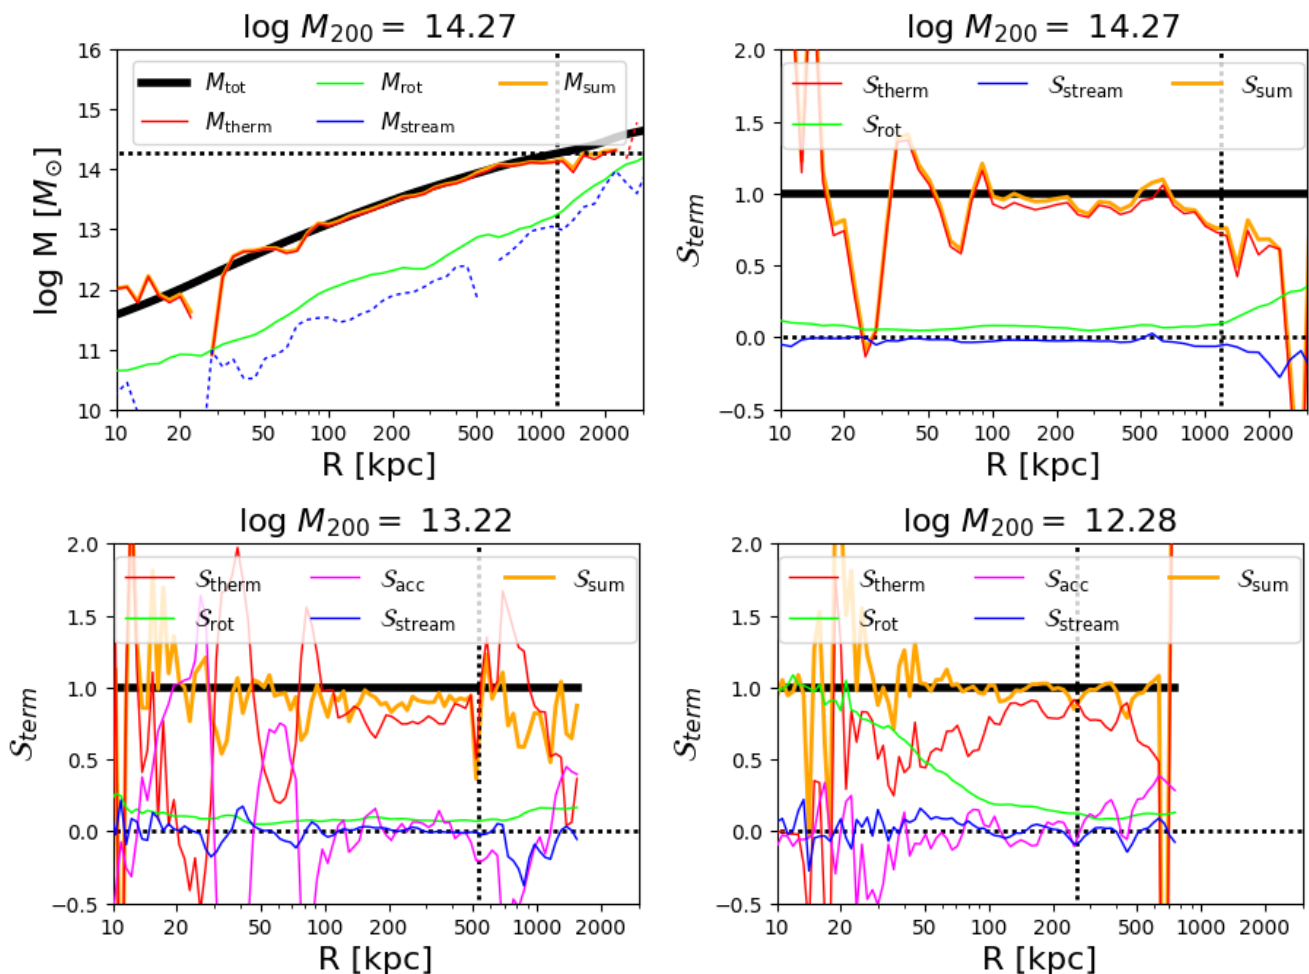 log M200 = 14.27
log M [M⊙]
16
15
14
13
12
11
10
Mtot Mrot Msum
Mtherm Mstream
10 20 50 100 200 500 1000 2000
R [kpc]
log M200 = 14.27
Sterm
2.0
1.5
1.0
0.5
0.0
−0.5
Stherm Sstream Ssum
Srot
10 20 50 100 200 500 1000 2000
R [kpc]
log M200 = 13.22
Sterm
2.0
1.5
1.0
0.5
0.0
−0.5
Stherm Sacc Ssum
Srot Sstream
10 20 50 100 200 500 1000 2000
R [kpc]
log M200 = 12.28
Sterm
2.0
1.5
1.0
0.5
0.0
−0.5
Stherm Sacc Ssum
Srot Sstream
10 20 50 100 200 500 1000 2000
R [kpc]